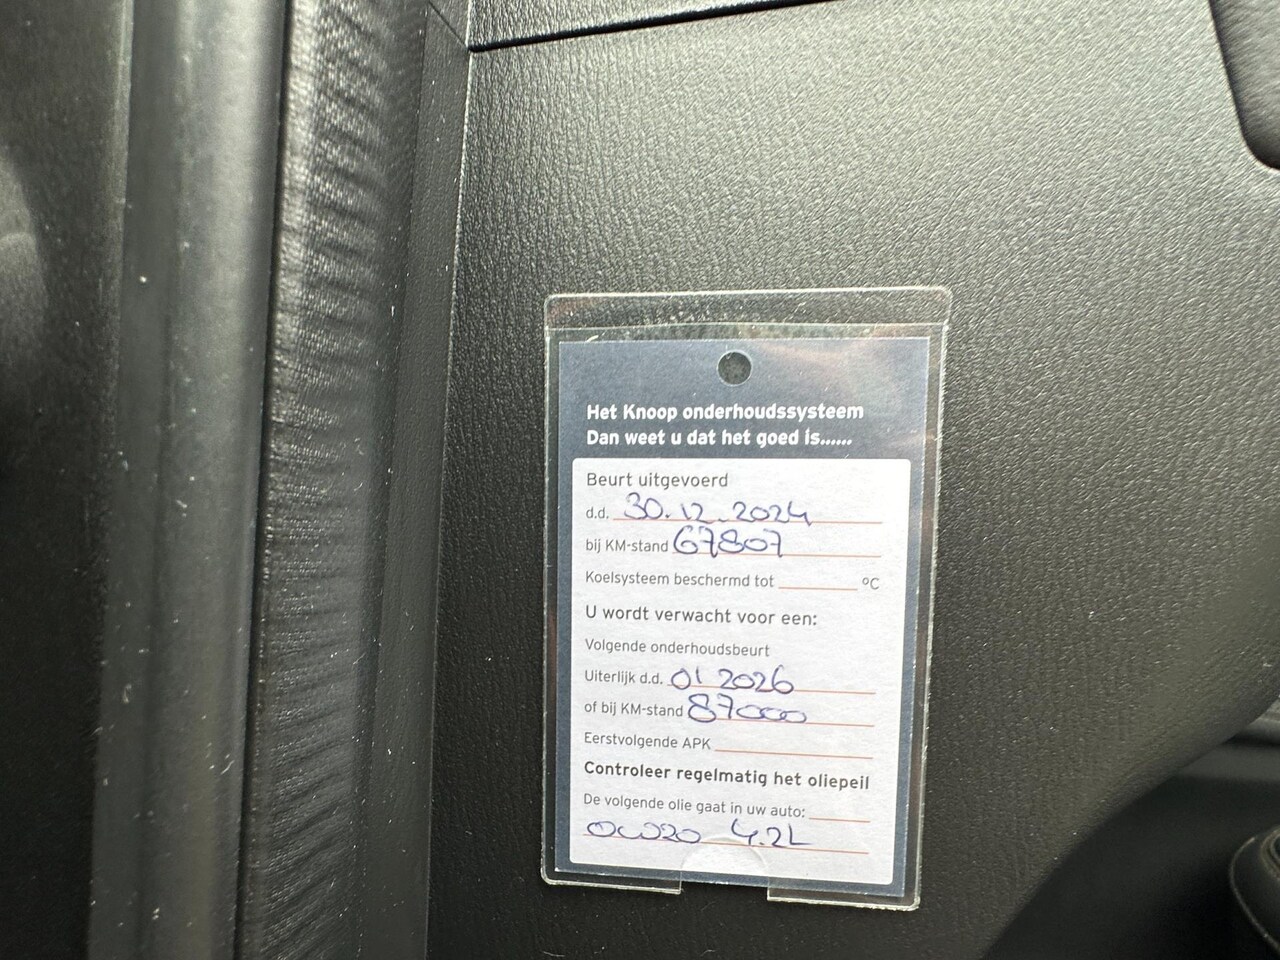 Het Knoop onderhoudssysteem
Dan weet u dat het goed is......
Beurt uitgevoerd
d.d. 30.12.2024
bij KM-stand 67807
Koelsysteem beschermd tot ____ °C
U wordt verwacht voor een:
Volgende onderhoudsbeurt
Uiterlijk d.d. 01 2026
of bij KM-stand 87000
Eerstvolgende APK
Controleer regelmatig het oliepeil
De volgende olie gaat in uw auto:
0W20 4.2L